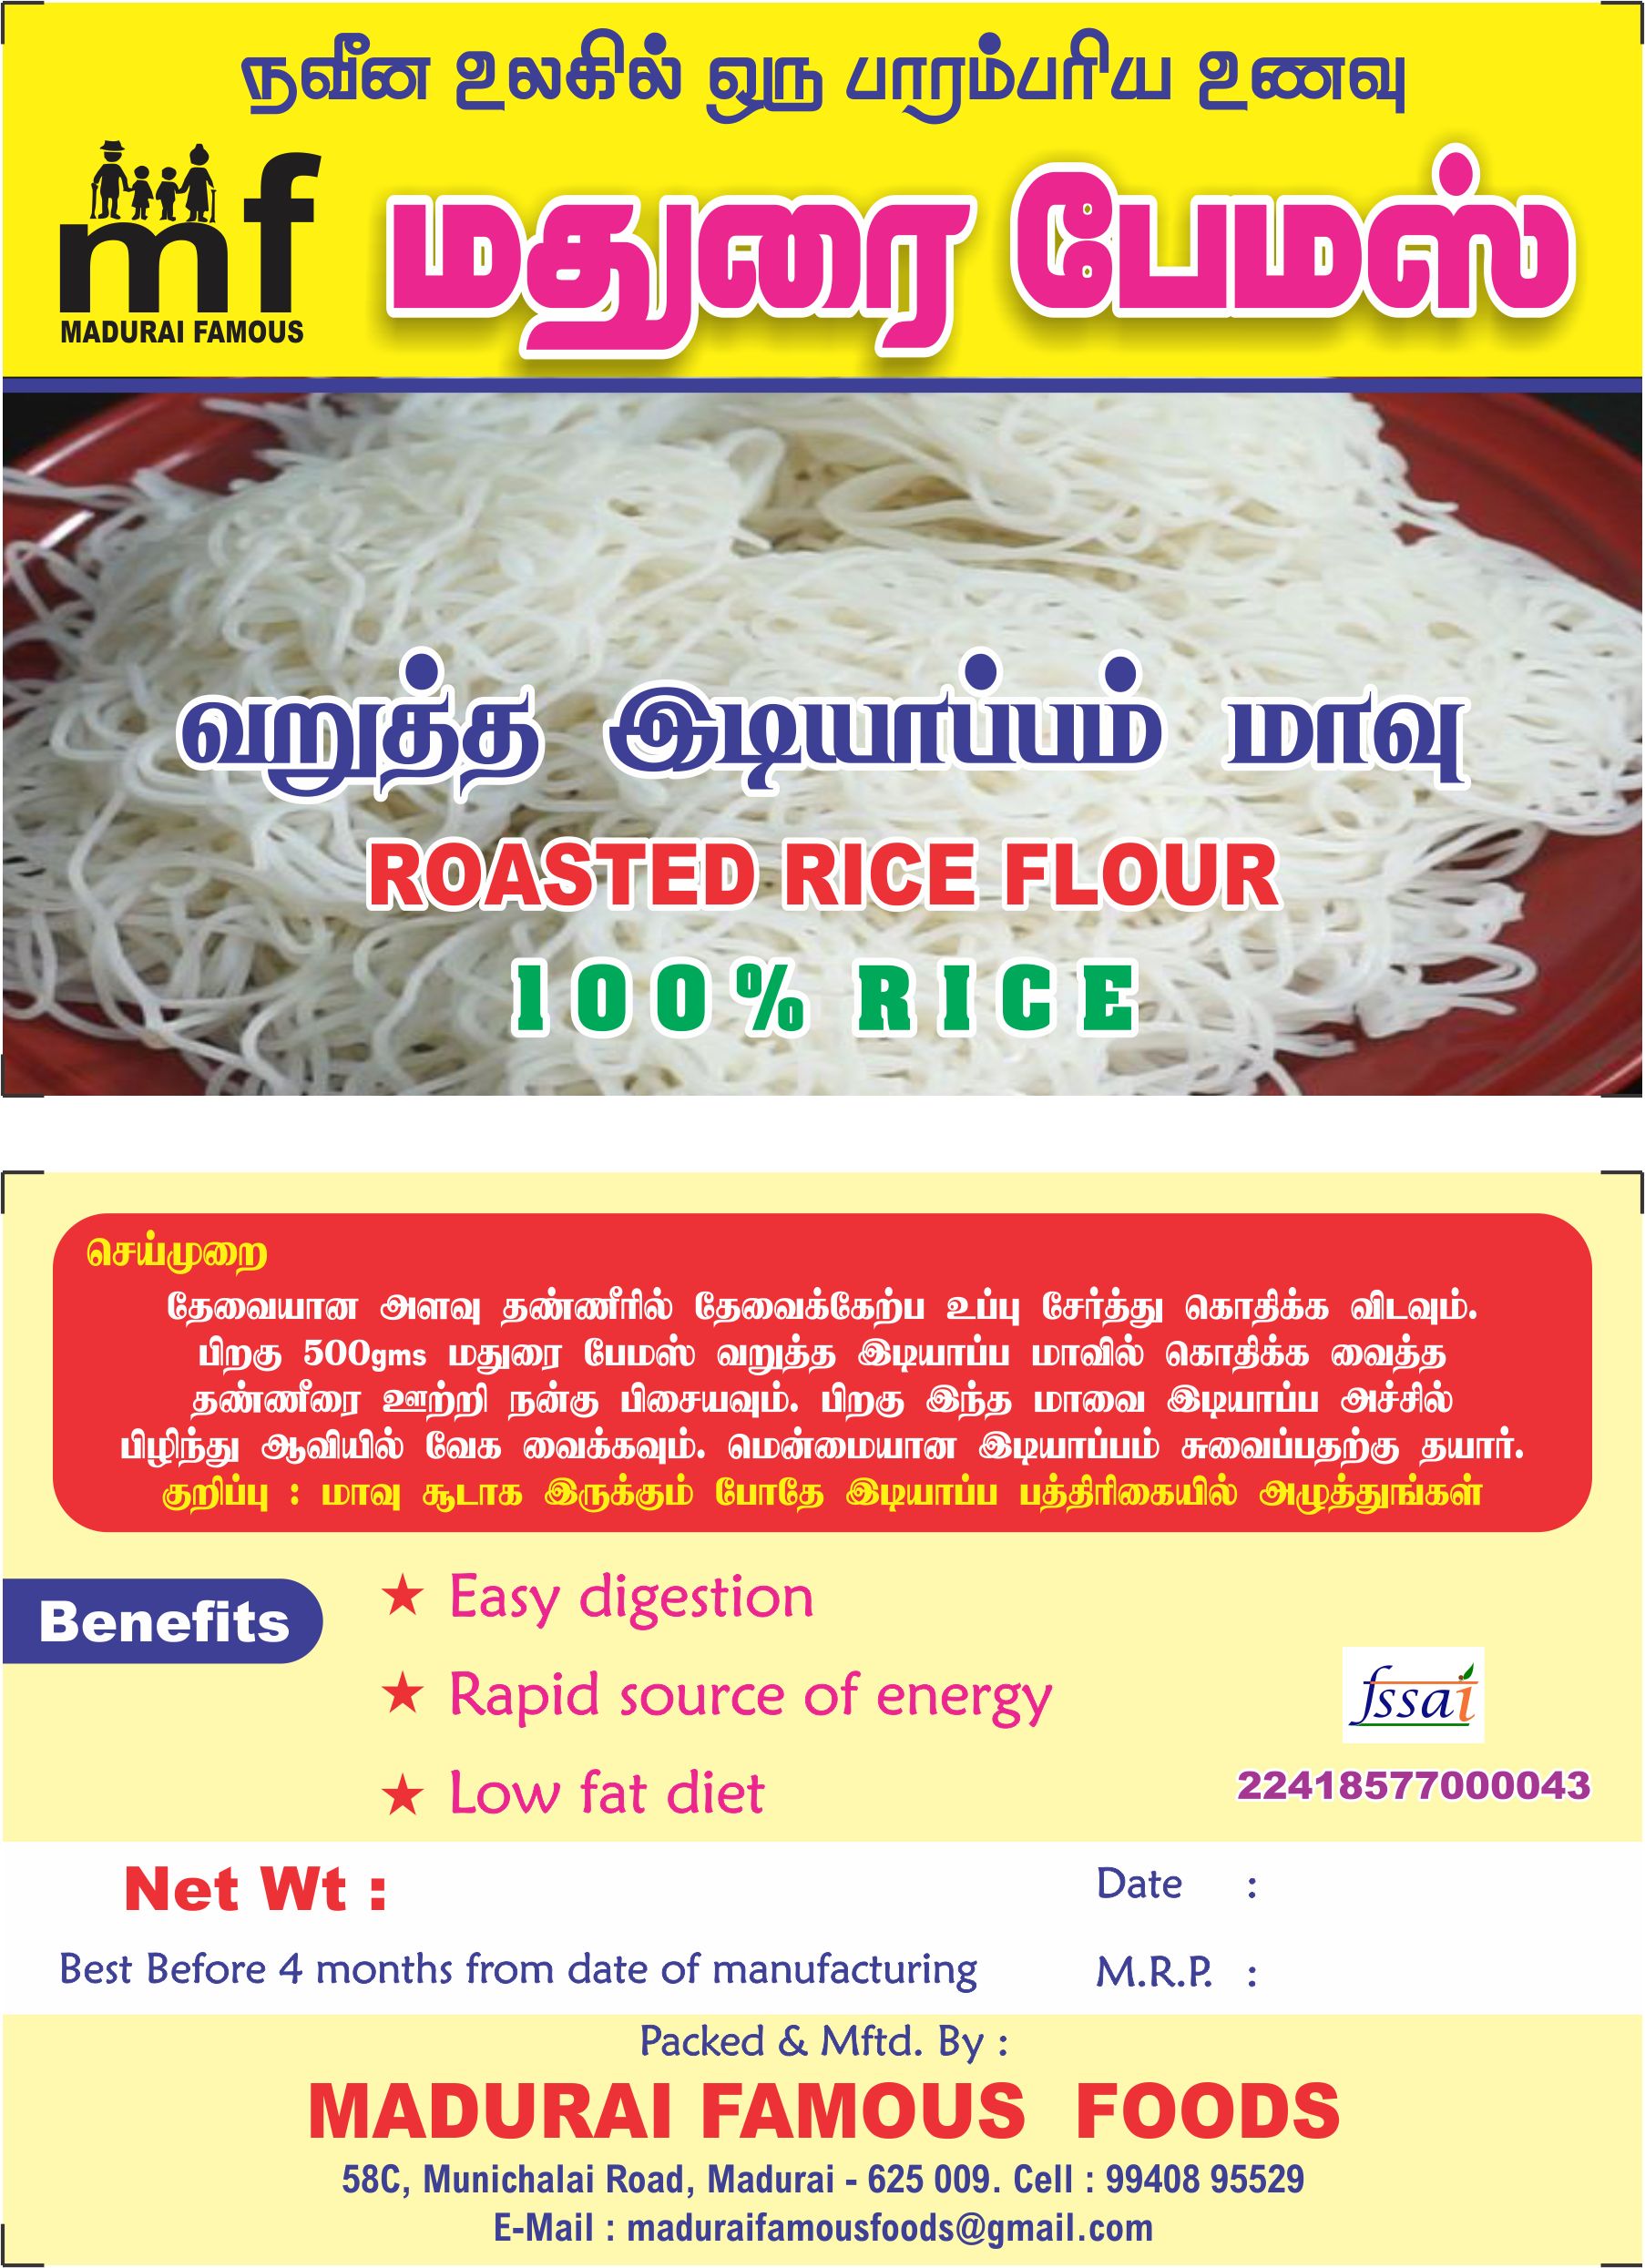 நவீன உலகில் ஒரு பாரம்பரிய உணவு
mf
MADURAI FAMOUS
மதுரை பேமஸ்
வறுத்த இடியாப்பம் மாவு
ROASTED RICE FLOUR
100% RICE
செய்முறை
தேவையான அளவு தண்ணீரில் தேவைக்கேற்ப உப்பு சேர்த்து கொதிக்க விடவும்.
பிறகு 500gms மதுரை பேமஸ் வறுத்த இடியாப்ப மாவில் கொதிக்க வைத்த
தண்ணீரை ஊற்றி நன்கு பிசையவும். பிறகு இந்த மாவை இடியாப்ப அச்சில்
பிழிந்து ஆவியில் வேக வைக்கவும். மென்மையான இடியாப்பம் சுவைப்பதற்கு தயார்.
குறிப்பு : மாவு சூடாக இருக்கும் போதே இடியாப்ப பத்திரிகையில் அழுத்துங்கள்
Benefits
★ Easy digestion
★ Rapid source of energy
★ Low fat diet
fssai
22418577000043
Net Wt :
Date :
Best Before 4 months from date of manufacturing
M.R.P. :
Packed & Mftd. By :
MADURAI FAMOUS FOODS
58C, Munichalai Road, Madurai - 625 009. Cell : 99408 95529
E-Mail : maduraifamousfoods@gmail.com